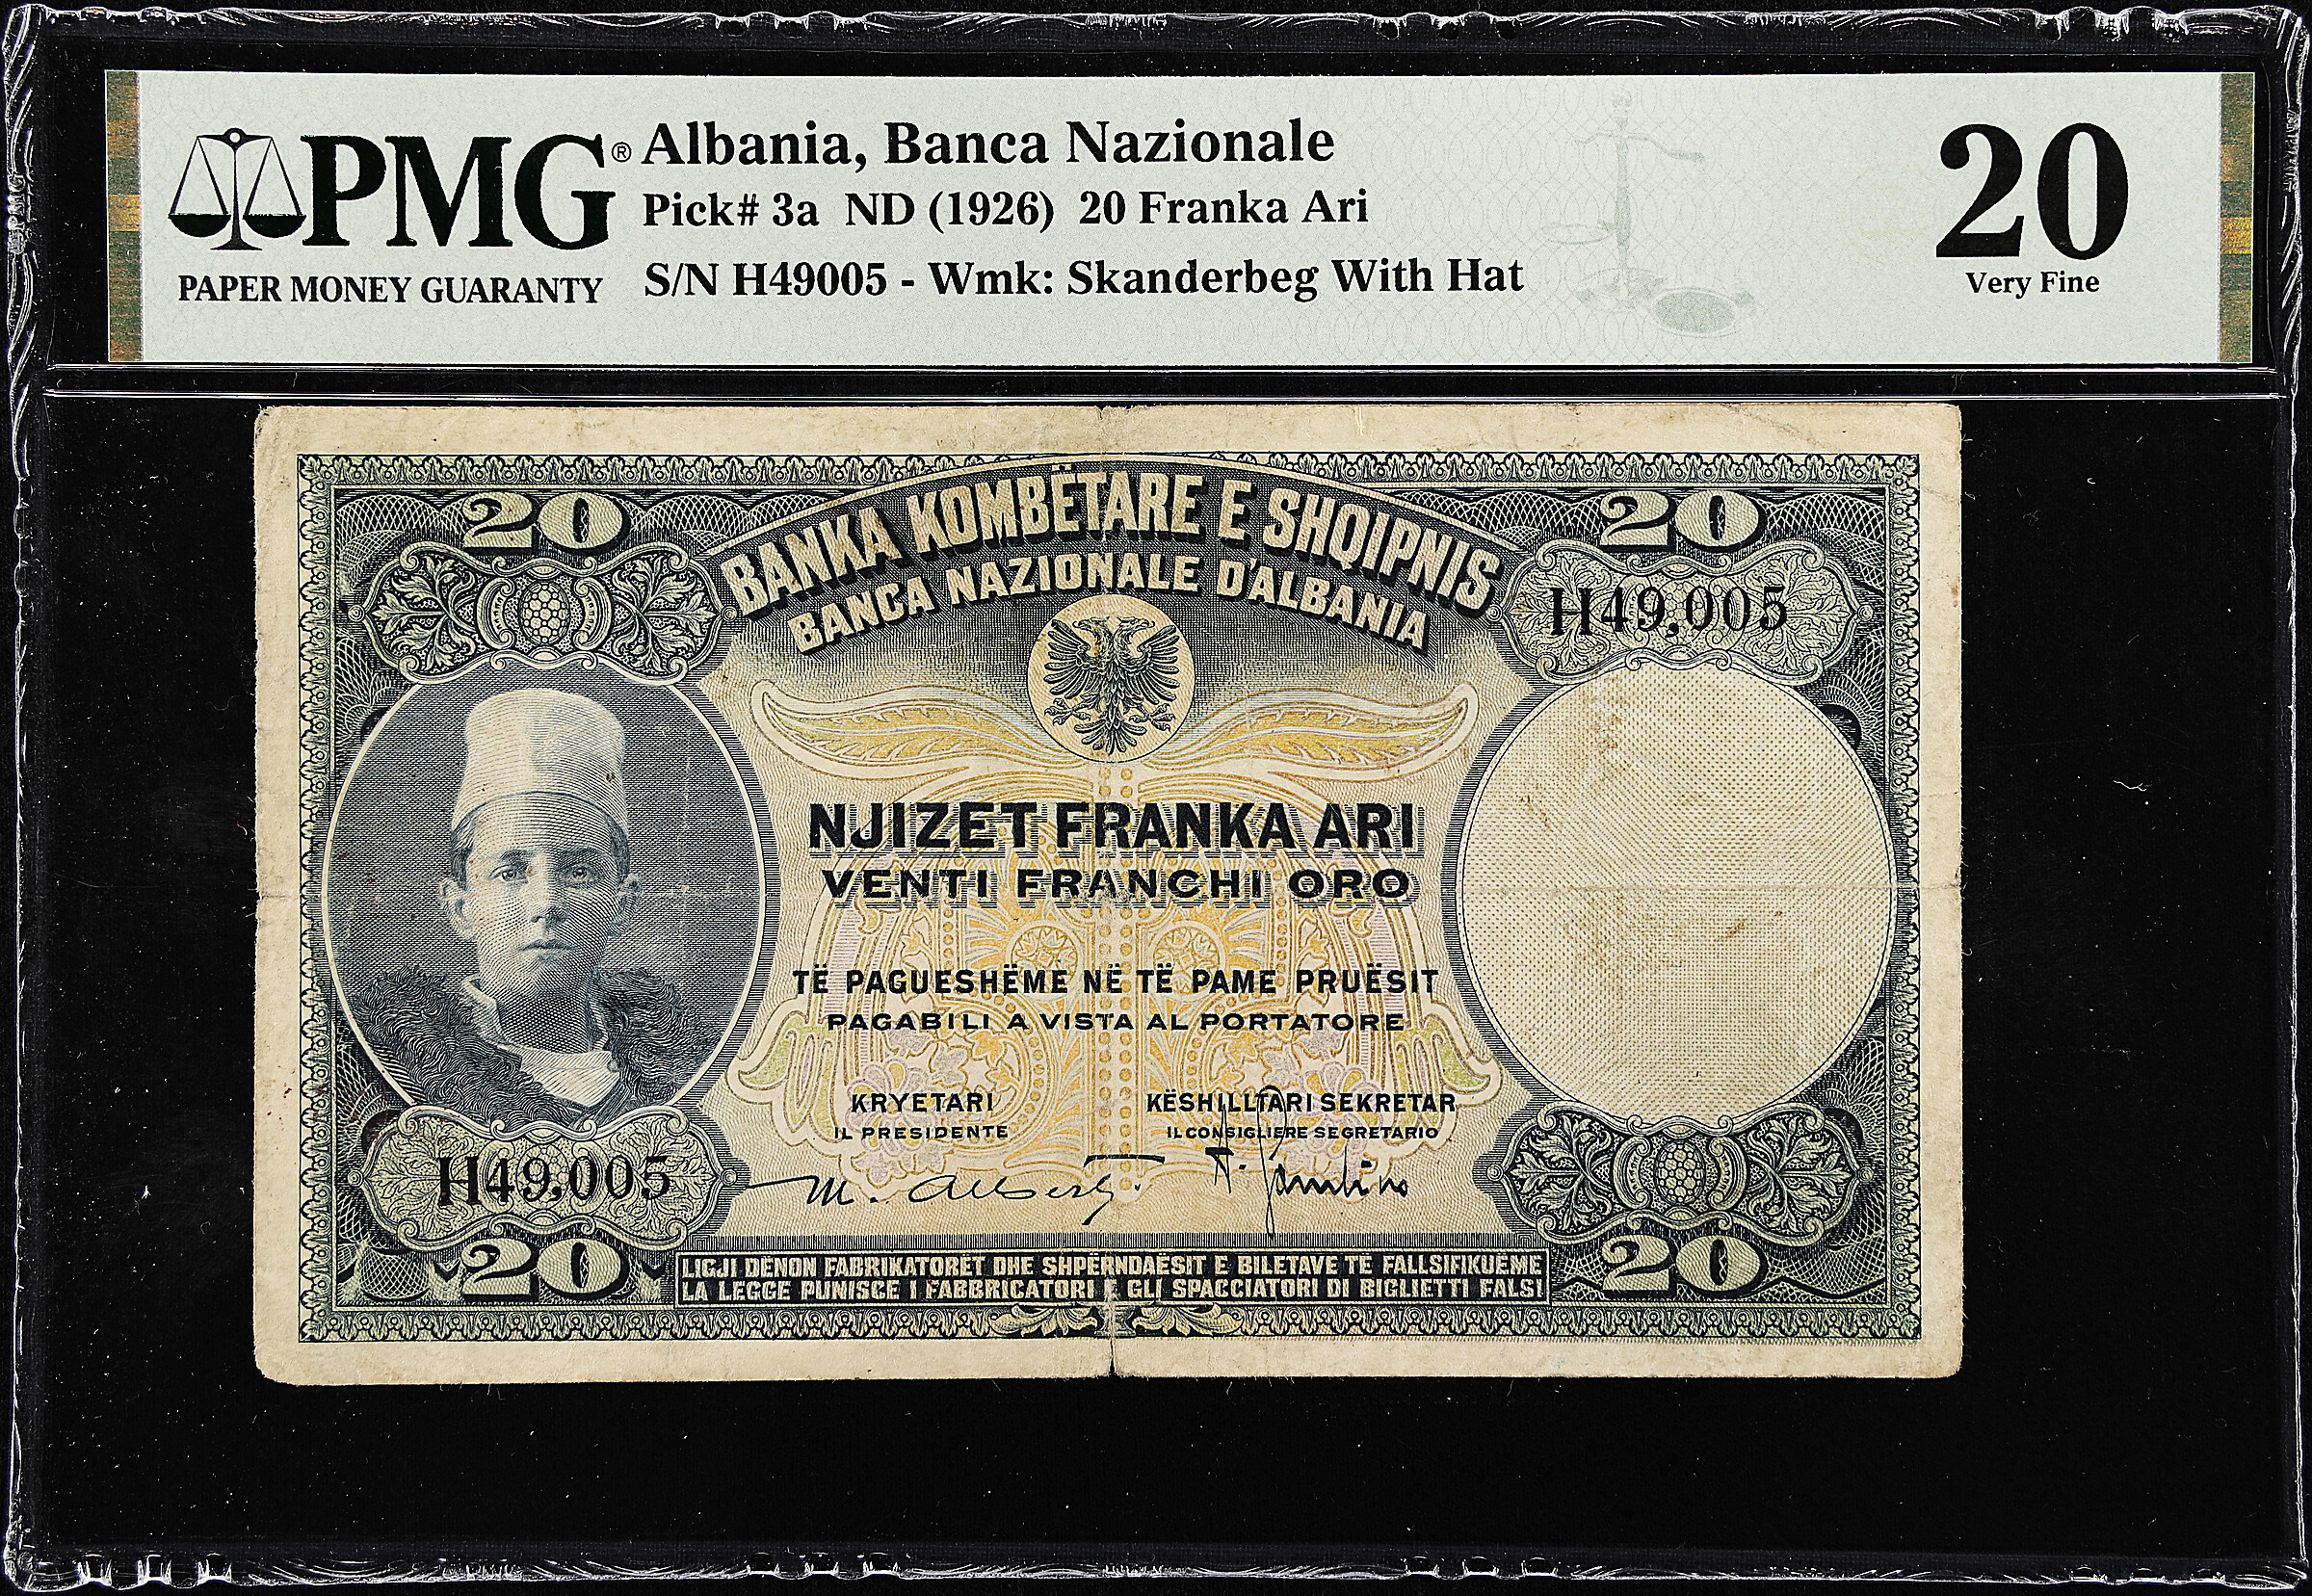 PMG®
PAPER MONEY GUARANTY
Albania, Banca Nazionale
Pick# 3a ND (1926) 20 Franka Ari
S/N H49005 - Wmk: Skanderbeg With Hat
20
Very Fine
20
20
BANKA KOMBËTARE E SHQIPNIS
BANCA NAZIONALE D'ALBANIA
H49,005
NJIZET FRANKA ARI
VENTI FRANCHI ORO
TË PAGUESHËME NË TË PAME PRUËSIT
PAGABILI A VISTA AL PORTATORE
KRYETARI
IL PRESIDENTE
KËSHILLTARI SEKRETAR
IL CONSIGLIERE SEGRETARIO
H49,005
M. Alberti
20
20
LIGJI DENON FABRIKATORËT DHE SHPËRNDAËSIT E BILETAVE TË FALLSIFIKUËME
LA LEGGE PUNISCE I FABBRICATORI E GLI SPACCIATORI DI BIGLIETTI FALSI